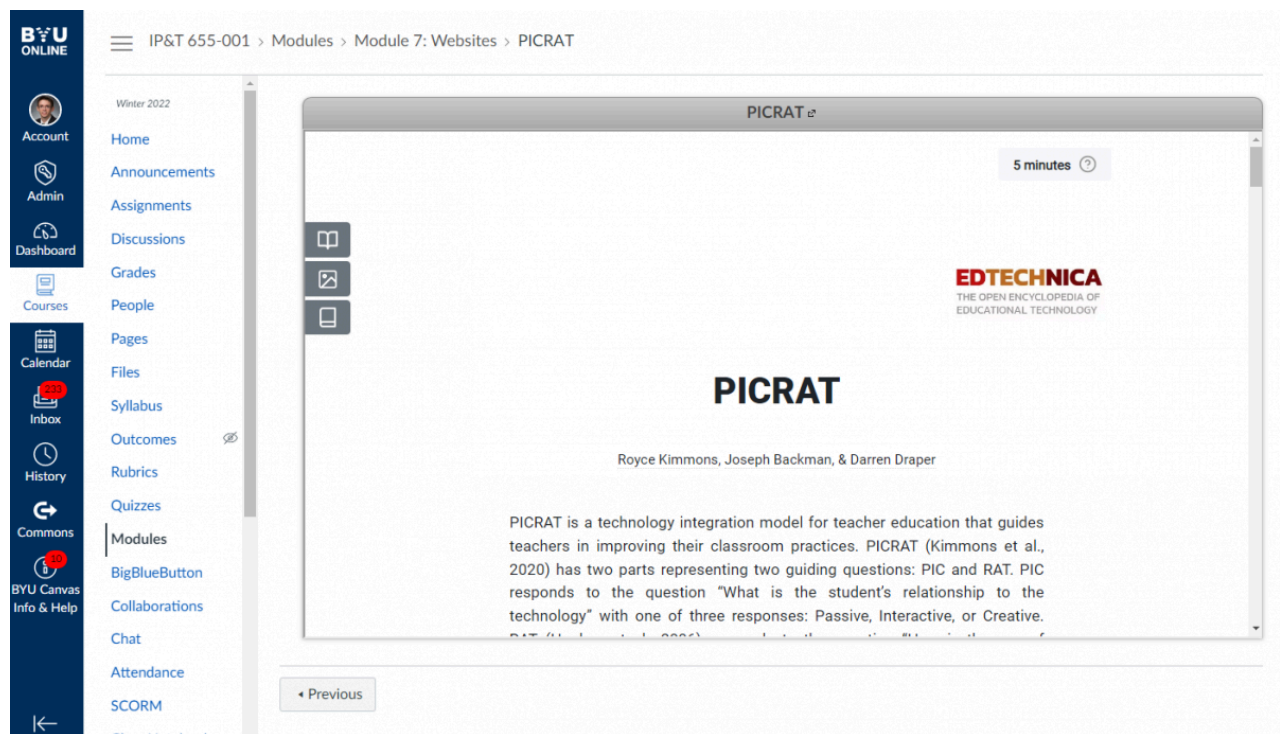 BYU
ONLINE
Account
Admin
Dashboard
Courses
Calendar
233
Inbox
History
Commons
10
BYU Canvas
Info & Help
IP&T 655-001 › Modules › Module 7: Websites › PICRAT
Winter 2022
Home
Announcements
Assignments
Discussions
Grades
People
Pages
Files
Syllabus
Outcomes
Rubrics
Quizzes
Modules
BigBlueButton
Collaborations
Chat
Attendance
SCORM
PICRAT
5 minutes
EDTECHNICA
THE OPEN ENCYCLOPEDIA OF
EDUCATIONAL TECHNOLOGY
PICRAT
Royce Kimmons, Joseph Backman, & Darren Draper
PICRAT is a technology integration model for teacher education that guides
teachers in improving their classroom practices. PICRAT (Kimmons et al.,
2020) has two parts representing two guiding questions: PIC and RAT. PIC
responds to the question “What is the student's relationship to the
technology” with one of three responses: Passive, Interactive, or Creative.
Previous